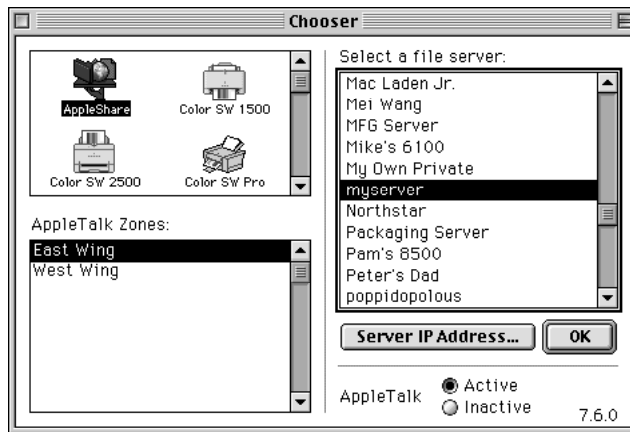 Chooser
AppleShare
Color SW 1500
Color SW 2500
Color SW Pro
AppleTalk Zones:
East Wing
West Wing
Select a file server:
Mac Laden Jr.
Mei Wang
MFG Server
Mike's 6100
My Own Private
myserver
Northstar
Packaging Server
Pam's 8500
Peter's Dad
poppidopolous
Server IP Address...
OK
AppleTalk
Active
Inactive
7.6.0